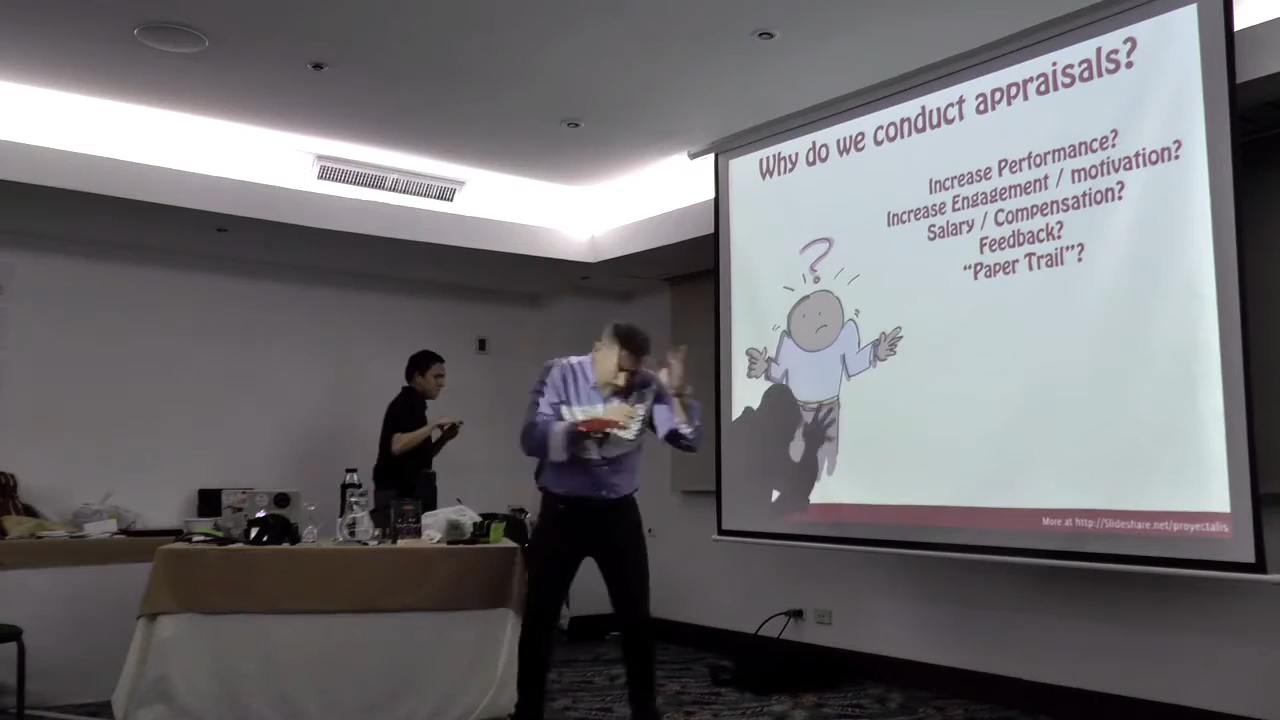 Why do we conduct appraisals?
Increase Performance?
Increase Engagement / motivation?
Salary / Compensation?
Feedback?
“Paper Trail”?
?
More at http://Slideshare.net/proyectalis